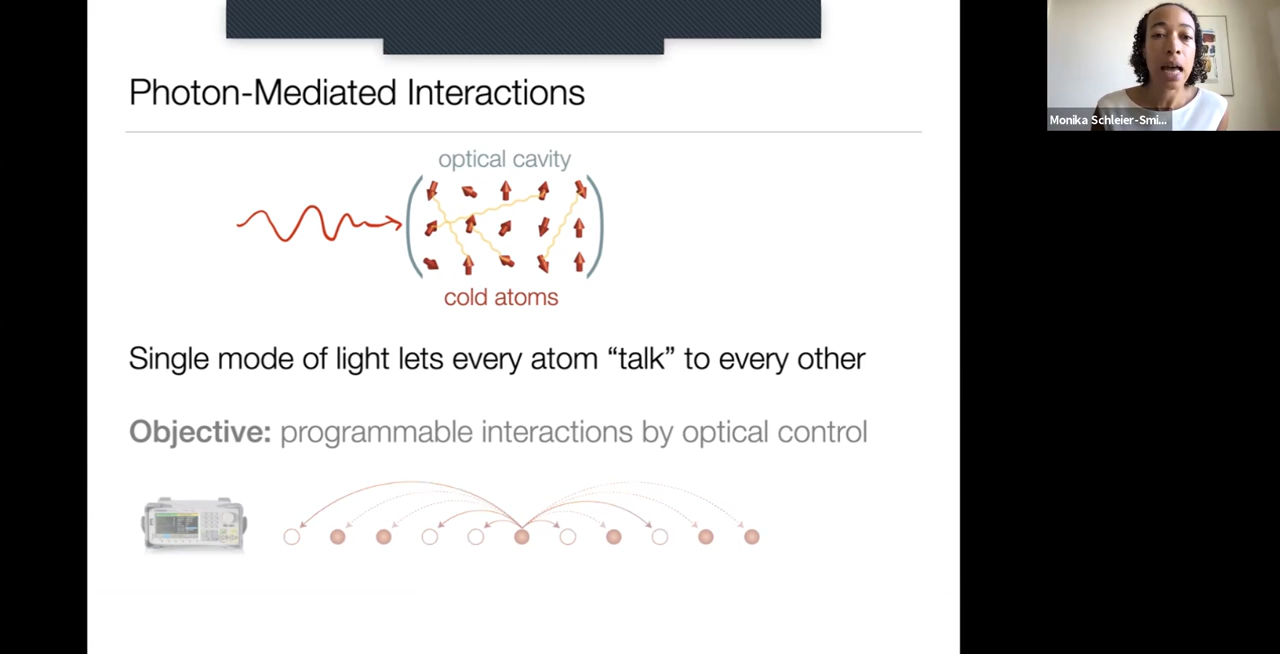 Photon-Mediated Interactions
optical cavity
cold atoms
Single mode of light lets every atom “talk” to every other
Objective: programmable interactions by optical control
Monika Schleier-Smi...